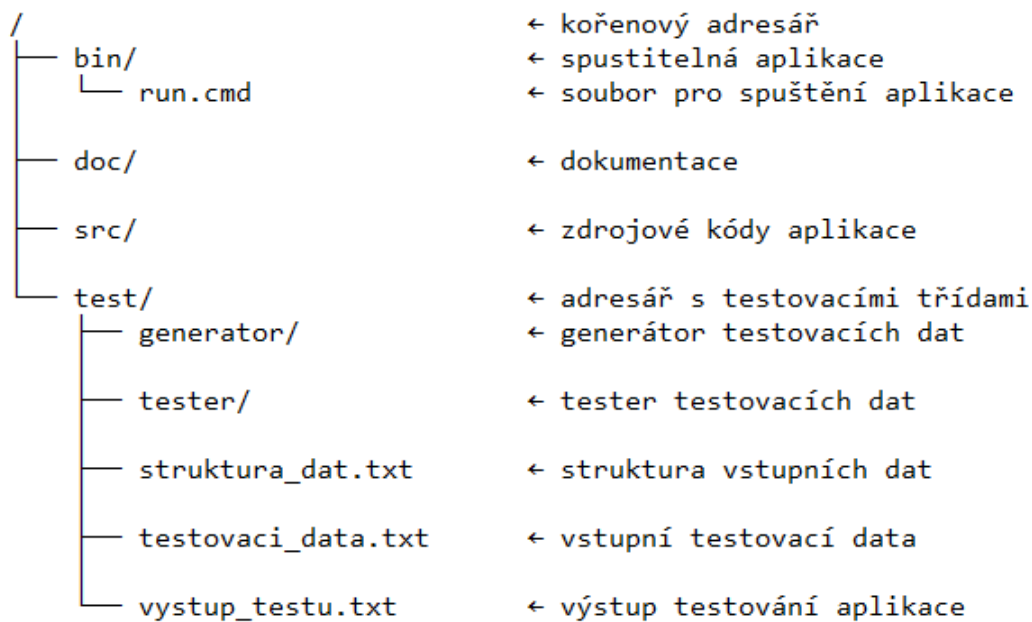 / ← kořenový adresář
├── bin/ ← spustitelná aplikace
│ └── run.cmd ← soubor pro spuštění aplikace
├── doc/ ← dokumentace
├── src/ ← zdrojové kódy aplikace
└── test/ ← adresář s testovacími třídami
├── generator/ ← generátor testovacích dat
├── tester/ ← tester testovacích dat
├── struktura_dat.txt ← struktura vstupních dat
├── testovaci_data.txt ← vstupní testovací data
└── vystup_testu.txt ← výstup testování aplikace